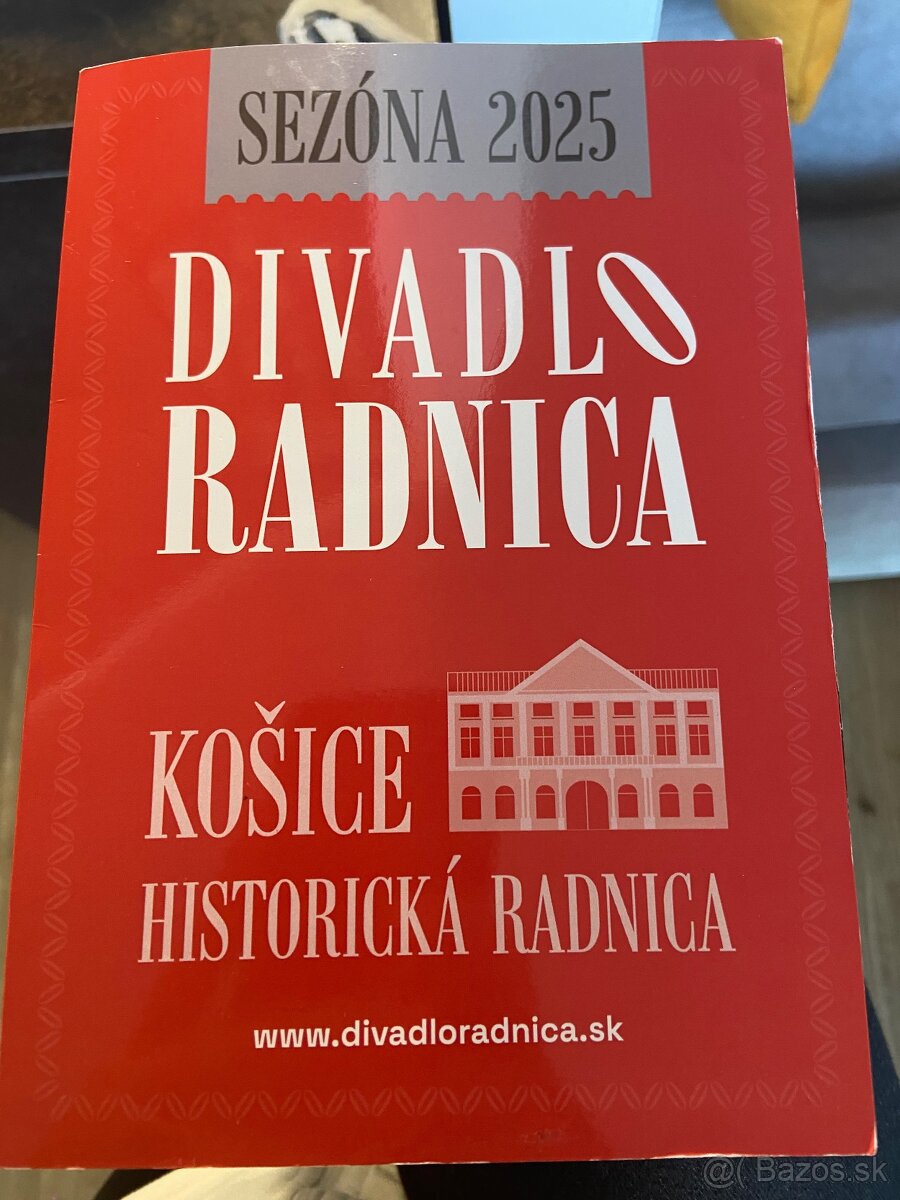 SEZÓNA 2025
DIVADLO
RADNICA
KOŠICE
HISTORICKÁ RADNICA
www.divadloradnica.sk
@( Bazos.sk